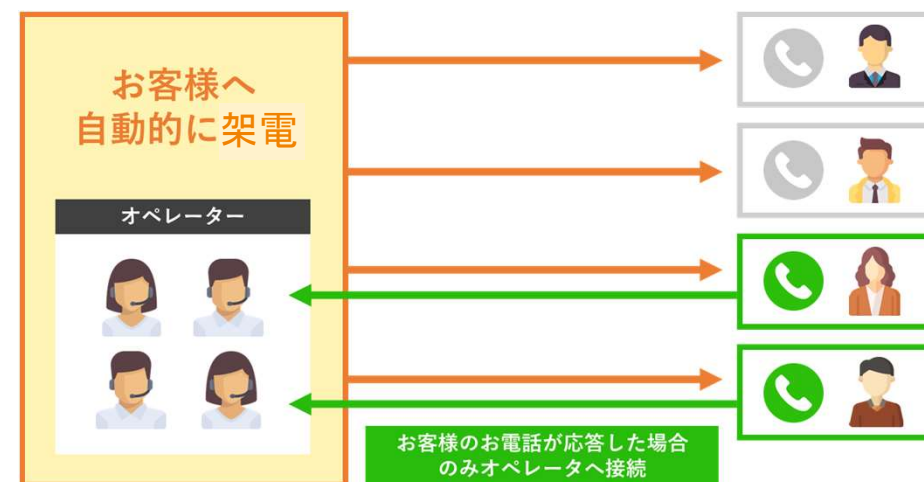 お客様へ
自動的に架電
オペレーター
お客様のお電話が応答した場合
のみオペレータへ接続